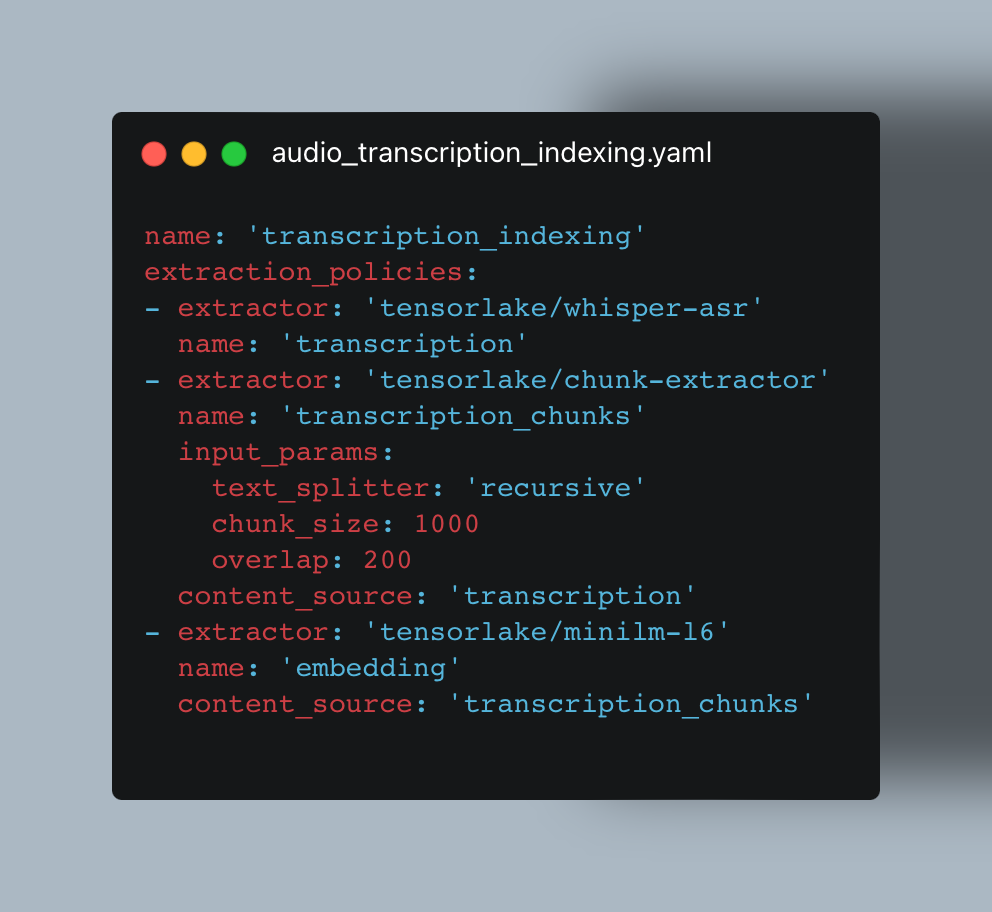 audio_transcription_indexing.yaml
name: 'transcription_indexing'
extraction_policies:
- extractor: 'tensorlake/whisper-asr'
  name: 'transcription'
- extractor: 'tensorlake/chunk-extractor'
  name: 'transcription_chunks'
  input_params:
    text_splitter: 'recursive'
    chunk_size: 1000
    overlap: 200
  content_source: 'transcription'
- extractor: 'tensorlake/minilm-l6'
  name: 'embedding'
  content_source: 'transcription_chunks'